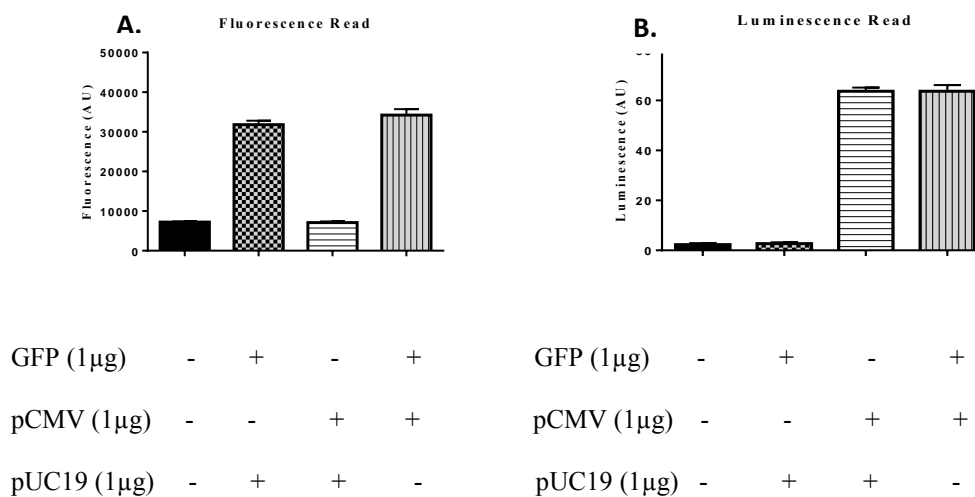 A.
Fluorescence Read
50000
40000
30000
20000
10000
0
Fluorescence (AU)
B.
Luminescence Read
60
40
20
0
Luminescence (AU)
GFP (1µg) - + - +
pCMV (1µg) - - + +
pUC19 (1µg) - + + -
GFP (1µg) - + - +
pCMV (1µg) - - + +
pUC19 (1µg) - + + -